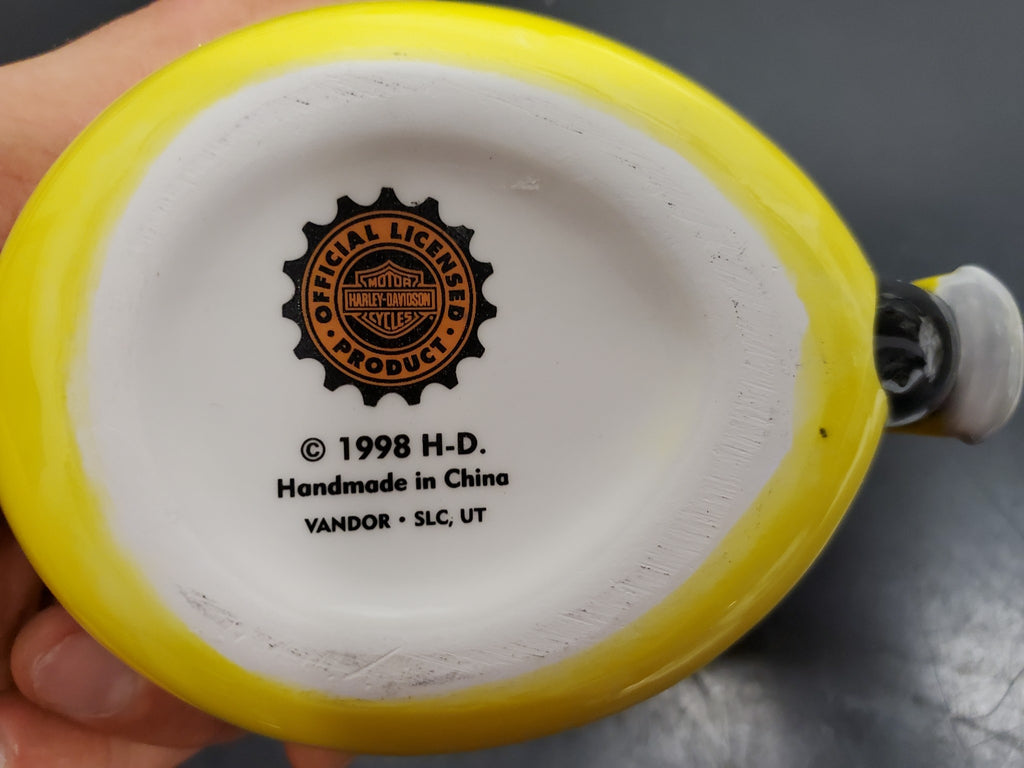 OFFICIAL LICENSED
MOTOR
HARLEY-DAVIDSON
CYCLES
• PRODUCT •
© 1998 H-D.
Handmade in China
VANDOR • SLC, UT